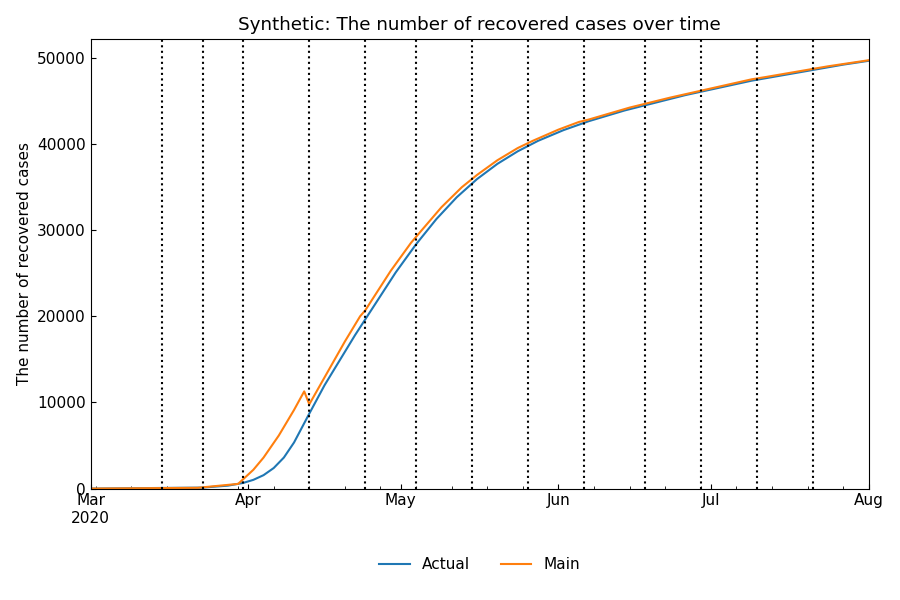 Synthetic: The number of recovered cases over time
The number of recovered cases
50000
40000
30000
20000
10000
0
Mar Apr May Jun Jul Aug
2020
Actual Main